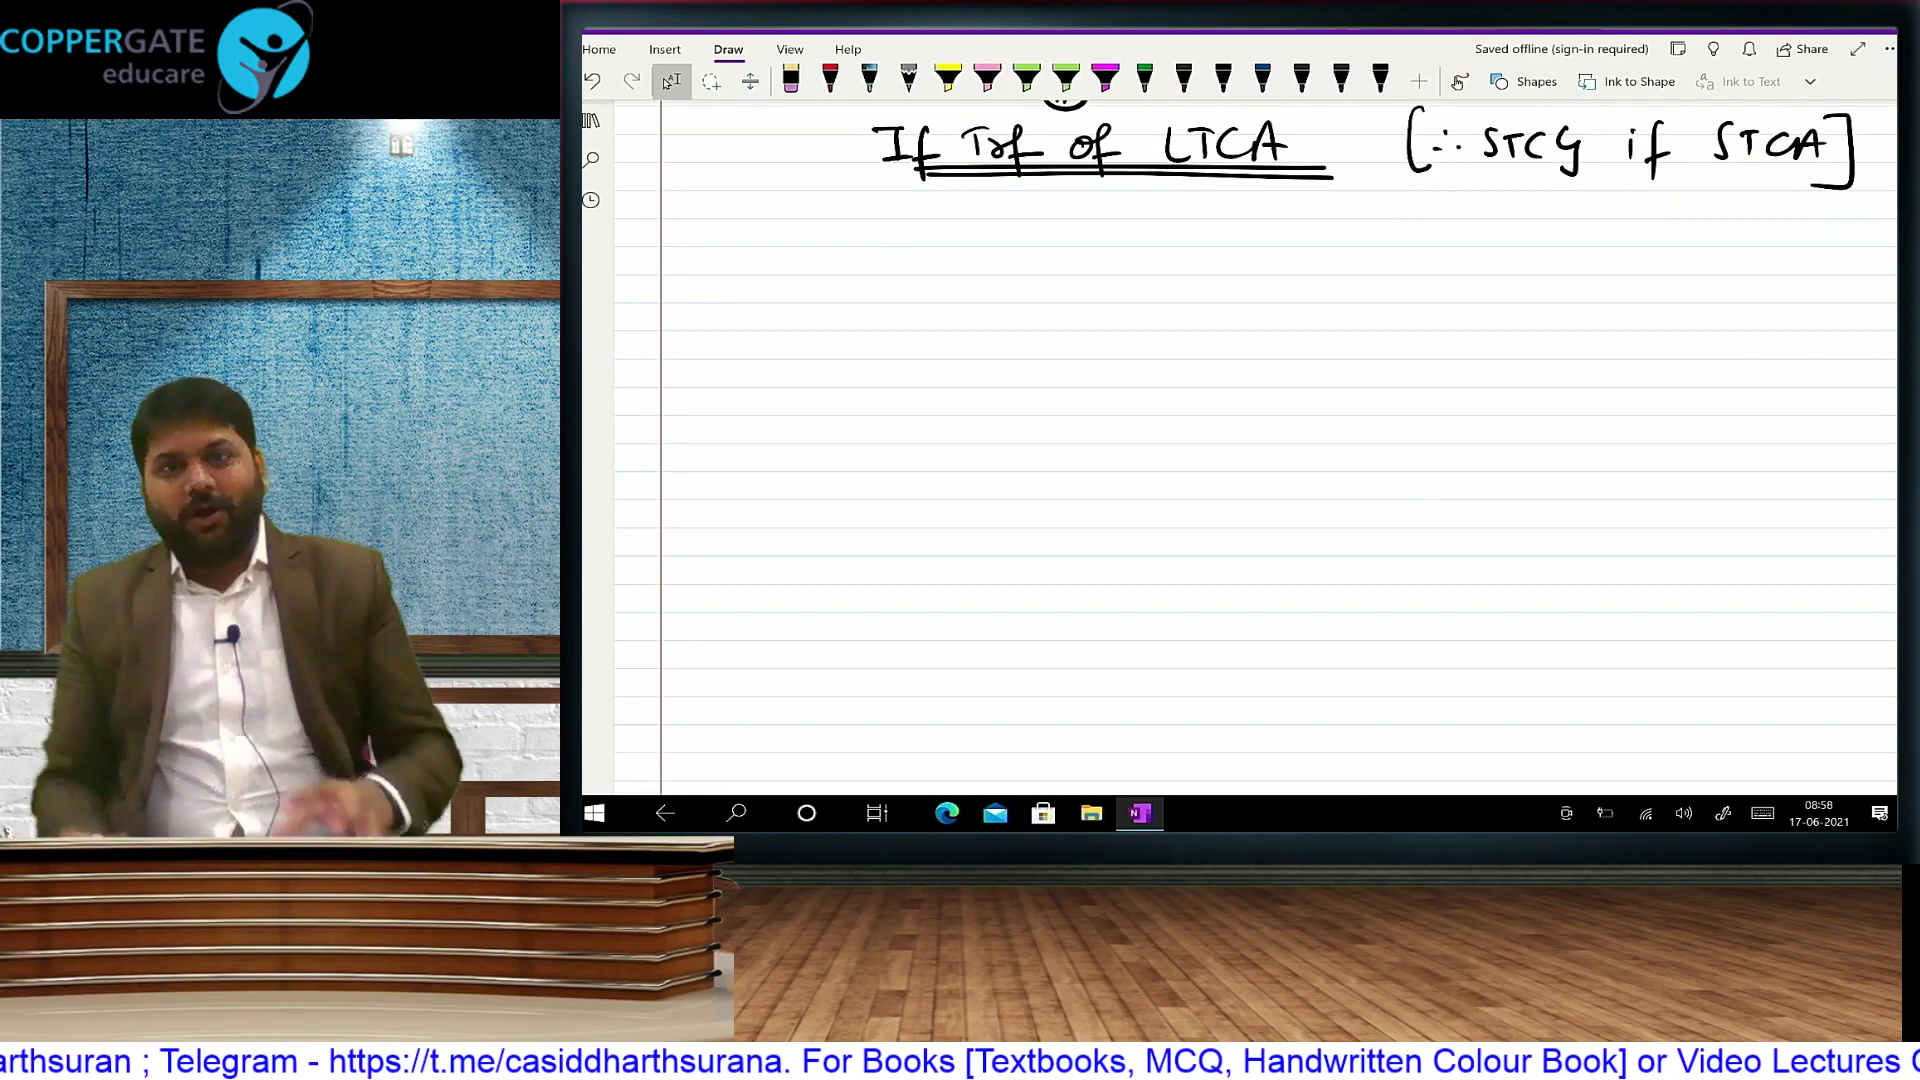 COPPERGATE
educare
Home Insert Draw View Help
Saved offline (sign-in required)
Share
Shapes
Ink to Shape
Ink to Text
If Trf of LTCA [∴ STCG if STCA]
08:58
17-06-2021
arthsuran ; Telegram - https://t.me/casiddharthsurana. For Books [Textbooks, MCQ, Handwritten Colour Book] or Video Lectures